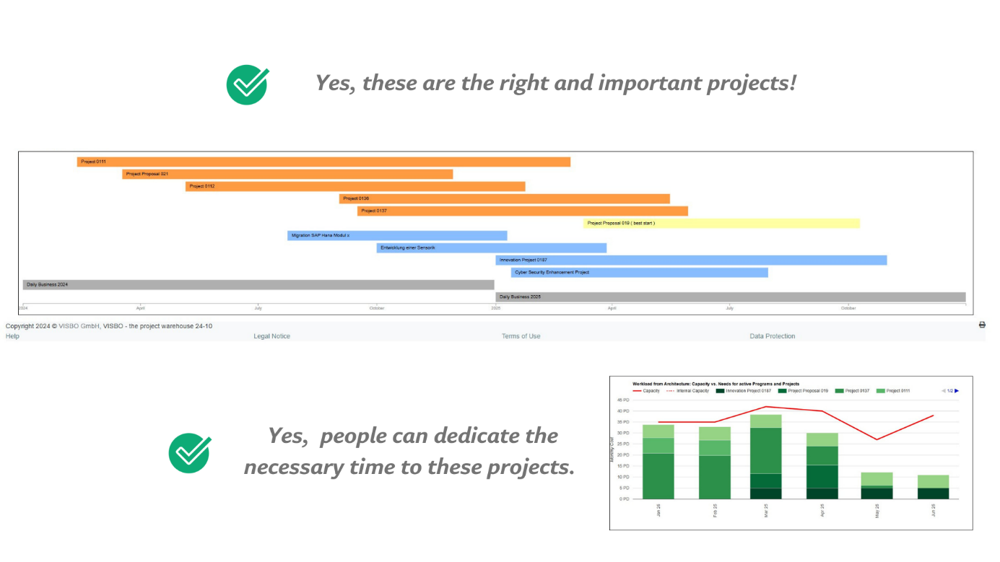 Yes, these are the right and important projects!
Project 0111
Project Proposal 021
Project 0112
Project 0136
Project 0137
Project Proposal 019 ( best start )
Migration SAP Hana Modul x
Entwicklung einer Sensorik
Innovation Project 0187
Cyber Security Enhancement Project
Daily Business 2024
Daily Business 2025
2024 April July October 2025 April July October
Copyright 2024 © VISBO GmbH, VISBO - the project warehouse 24-10
Help Legal Notice Terms of Use Data Protection
Yes, people can dedicate the
necessary time to these projects.
Workload from Architecture: Capacity vs. Needs for active Programs and Projects
Capacity Internal Capacity Innovation Project 0187 Project Proposal 019 Project 0137 Project 0111 1/2
Monthly Cost
45 PD
40 PD
35 PD
30 PD
25 PD
20 PD
15 PD
10 PD
5 PD
0 PD
Jan 25 Feb 25 Mar 25 Apr 25 May 25 Jun 25